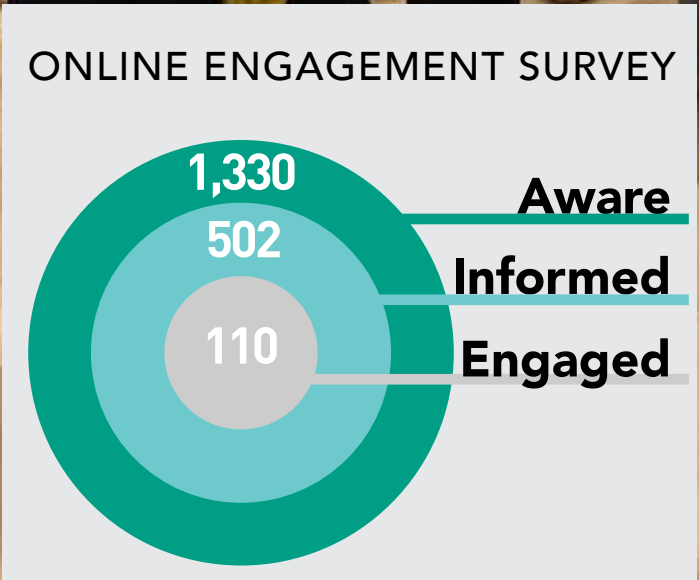 ONLINE ENGAGEMENT SURVEY
1,330
Aware
502
Informed
110
Engaged